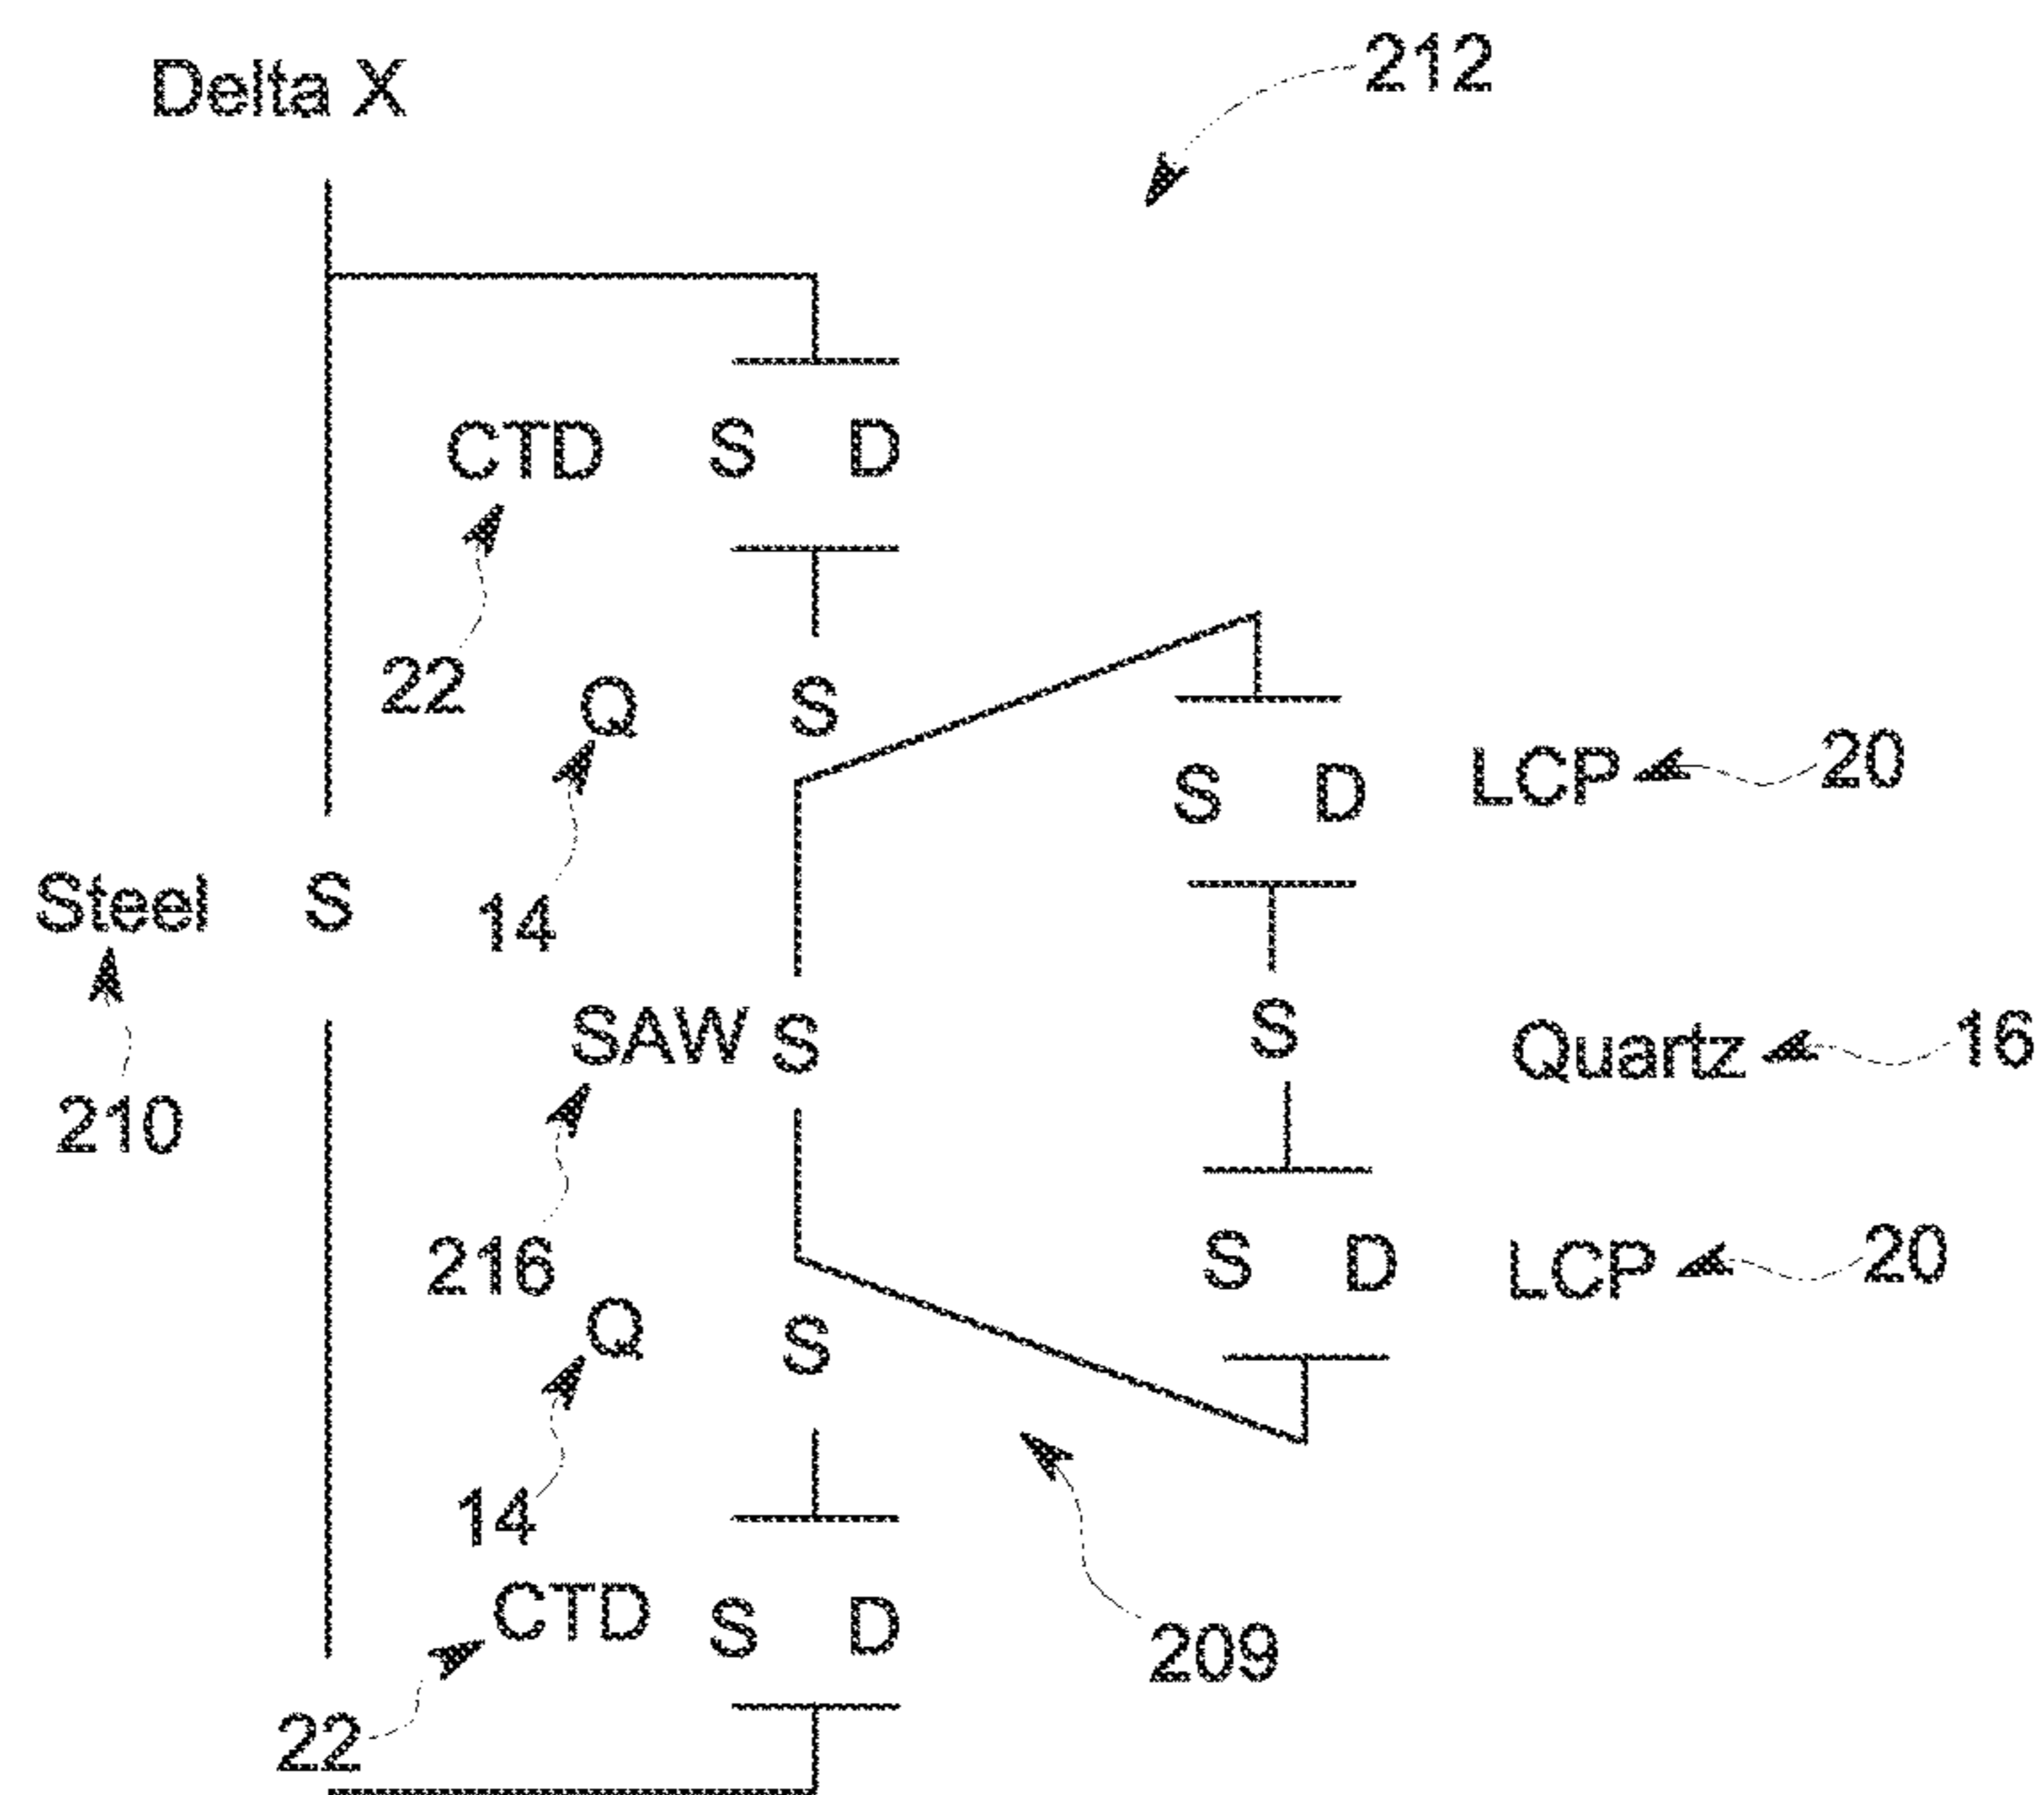 212
Delta X
CTD S D
22
Q S
LCP 20
S D
Steel S
14
SAW S
S
Quartz 16
210
216
S D
LCP 20
Q S
14
CTD S D
209
22